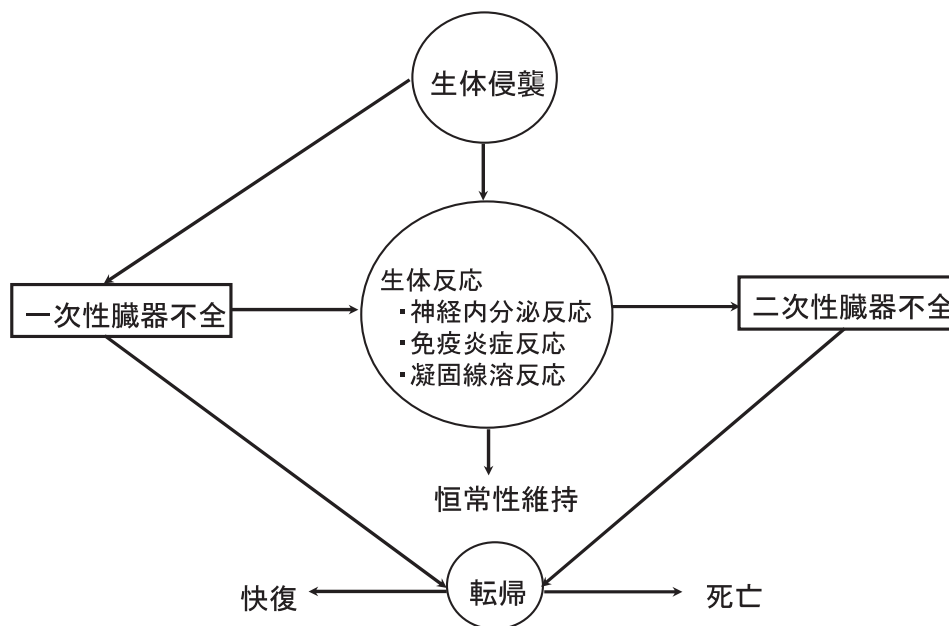 生体侵襲
生体反応
・神経内分泌反応
・免疫炎症反応
・凝固線溶反応
一次性臓器不全
二次性臓器不全
恒常性維持
転帰
快復
死亡